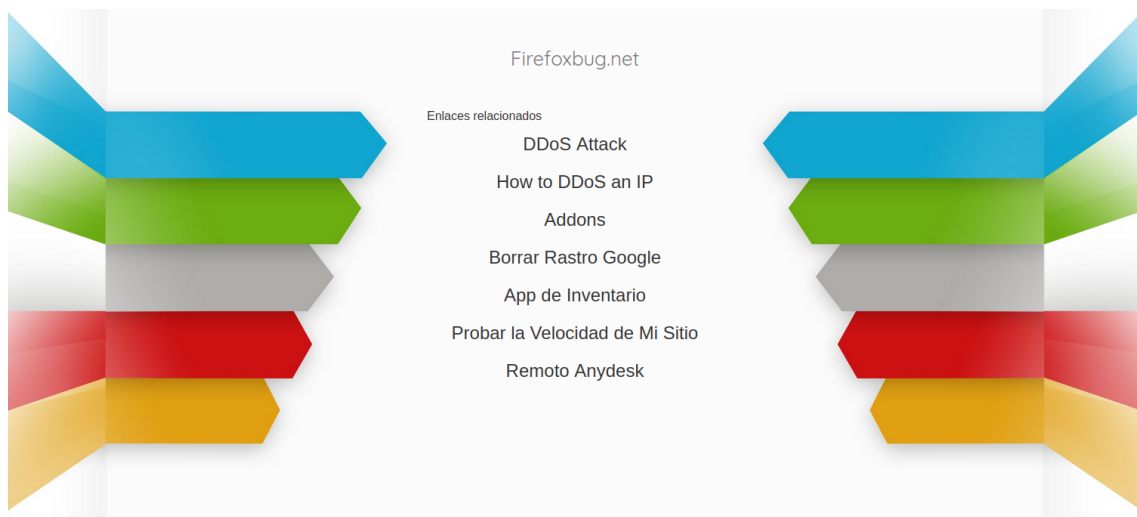 Firefoxbug.net
Enlaces relacionados
DDoS Attack
How to DDoS an IP
Addons
Borrar Rastro Google
App de Inventario
Probar la Velocidad de Mi Sitio
Remoto Anydesk